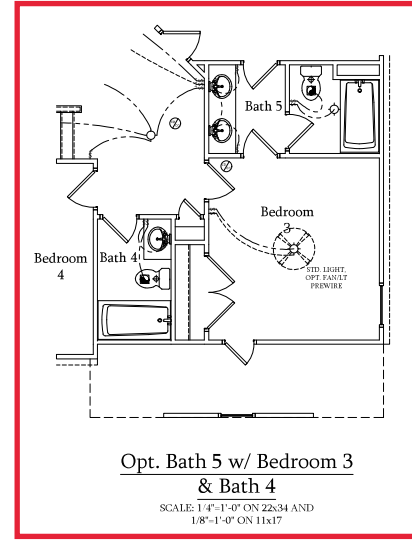 Bath 5
Bedroom
3
Bedroom
4
Bath 4
STD. LIGHT,
OPT. FAN/LT
PREWIRE
Opt. Bath 5 w/ Bedroom 3
& Bath 4
SCALE: 1/4"=1'-0" ON 22x34 AND
1/8"=1'-0" ON 11x17